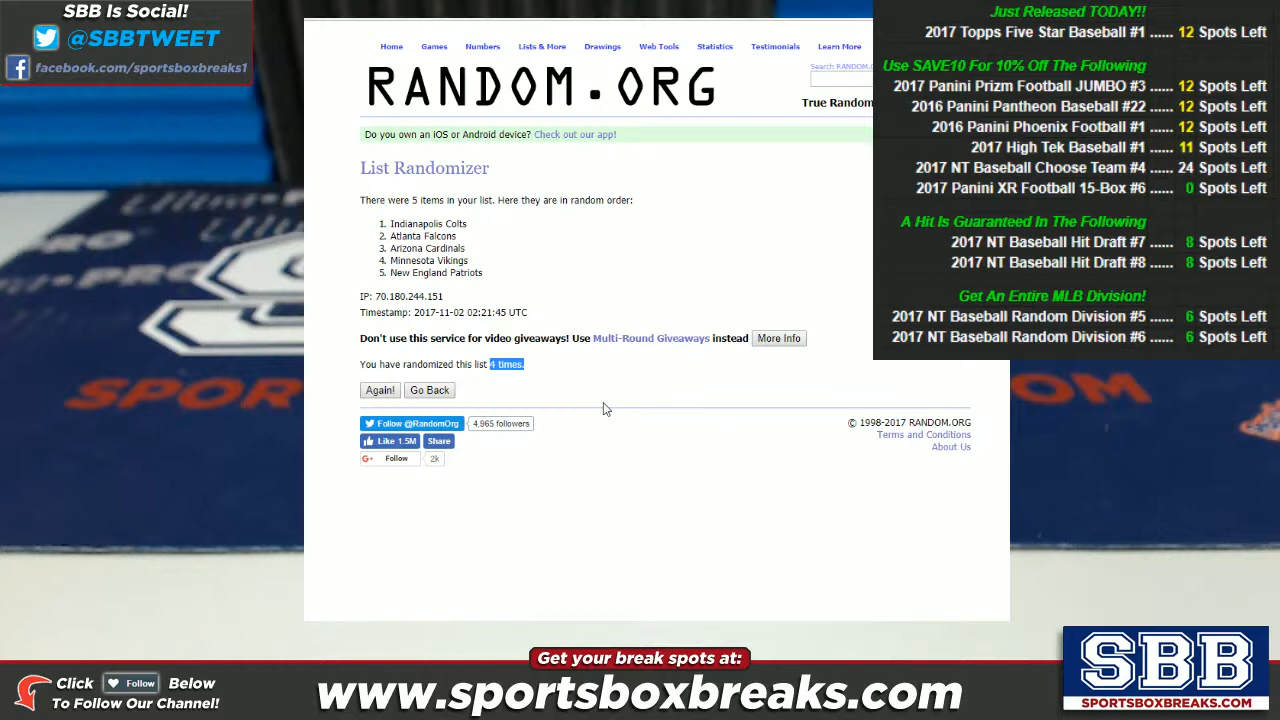 SBB Is Social!
@SBBTWEET
facebook.com/sportsboxbreaks1
Home Games Numbers Lists & More Drawings Web Tools Statistics Testimonials Learn More
Search RANDOM.O
RANDOM.ORG
True Random
Do you own an iOS or Android device? Check out our app!
List Randomizer
There were 5 items in your list. Here they are in random order:
1. Indianapolis Colts
2. Atlanta Falcons
3. Arizona Cardinals
4. Minnesota Vikings
5. New England Patriots
IP: 70.180.244.151
Timestamp: 2017-11-02 02:21:45 UTC
Don't use this service for video giveaways! Use Multi-Round Giveaways instead More Info
You have randomized this list 4 times.
Again! Go Back
Follow @RandomOrg 4,965 followers
Like 1.5M Share
G+ Follow 2k
© 1998-2017 RANDOM.ORG
Terms and Conditions
About Us
Just Released TODAY!!
2017 Topps Five Star Baseball #1 ..... 12 Spots Left
Use SAVE10 For 10% Off The Following
2017 Panini Prizm Football JUMBO #3 ...... 12 Spots Left
2016 Panini Pantheon Baseball #22 ...... 12 Spots Left
2016 Panini Phoenix Football #1 ...... 12 Spots Left
2017 High Tek Baseball #1 ...... 11 Spots Left
2017 NT Baseball Choose Team #4 ...... 24 Spots Left
2017 Panini XR Football 15-Box #6 ...... 0 Spots Left
A Hit Is Guaranteed In The Following
2017 NT Baseball Hit Draft #7 ...... 8 Spots Left
2017 NT Baseball Hit Draft #8 ...... 8 Spots Left
Get An Entire MLB Division!
2017 NT Baseball Random Division #5 ...... 6 Spots Left
2017 NT Baseball Random Division #6 ...... 6 Spots Left
SPOR
OM
Get your break spots at:
www.sportsboxbreaks.com
Click Follow Below
To Follow Our Channel!
SBB
SPORTSBOXBREAKS.COM